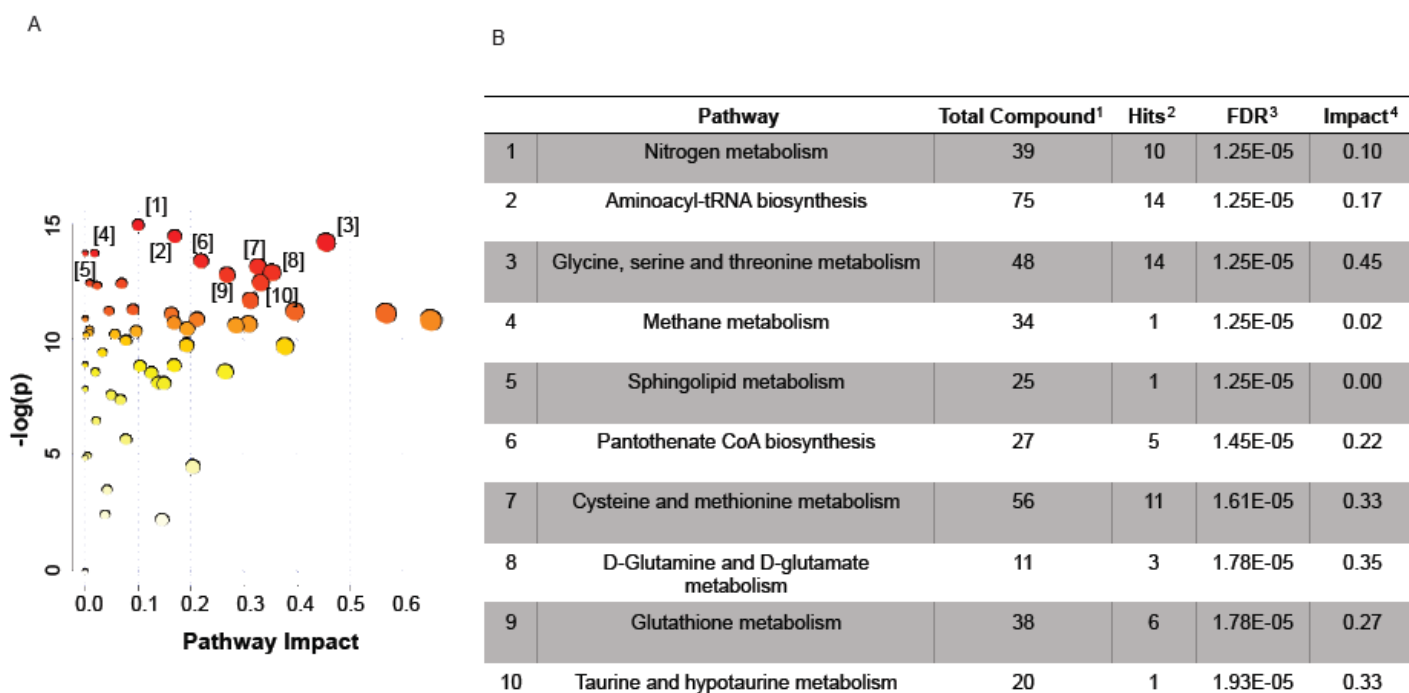 A
B
[1]
[2]
[3]
[4]
[5]
[6]
[7]
[8]
[9]
[10]
15
10
5
0
-log(p)
0.0 0.1 0.2 0.3 0.4 0.5 0.6
Pathway Impact
Pathway Total Compound¹ Hits² FDR³ Impact⁴
1 Nitrogen metabolism 39 10 1.25E-05 0.10
2 Aminoacyl-tRNA biosynthesis 75 14 1.25E-05 0.17
3 Glycine, serine and threonine metabolism 48 14 1.25E-05 0.45
4 Methane metabolism 34 1 1.25E-05 0.02
5 Sphingolipid metabolism 25 1 1.25E-05 0.00
6 Pantothenate CoA biosynthesis 27 5 1.45E-05 0.22
7 Cysteine and methionine metabolism 56 11 1.61E-05 0.33
8 D-Glutamine and D-glutamate 11 3 1.78E-05 0.35
metabolism
9 Glutathione metabolism 38 6 1.78E-05 0.27
10 Taurine and hypotaurine metabolism 20 1 1.93E-05 0.33